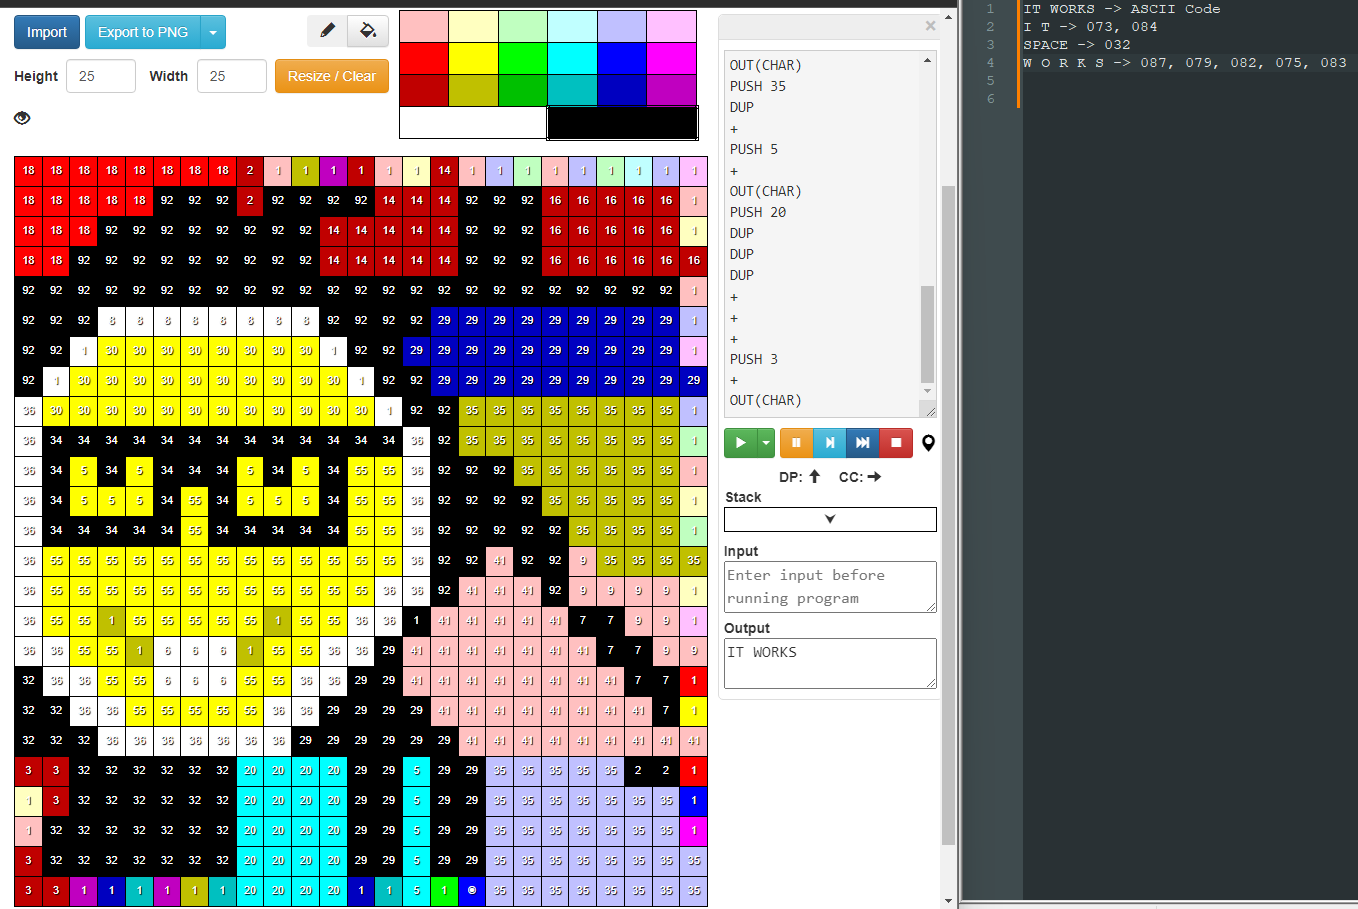 Import Export to PNG
Height 25 Width 25 Resize / Clear
18 18 18 18 18 18 18 18 2 1 1 1 1 1 1 14 1 1 1 1 1 1 1 1 1
18 18 18 18 18 92 92 92 2 92 92 92 92 14 14 14 92 92 92 16 16 16 16 16 1
18 18 18 92 92 92 92 92 92 92 92 14 14 14 14 14 92 92 92 16 16 16 16 16 1
18 18 92 92 92 92 92 92 92 92 92 14 14 14 14 14 92 92 92 16 16 16 16 16 16
92 92 92 92 92 92 92 92 92 92 92 92 92 92 92 92 92 92 92 92 92 92 92 92 1
92 92 92 8 8 8 8 8 8 8 8 92 92 92 92 29 29 29 29 29 29 29 29 29 1
92 92 1 30 30 30 30 30 30 30 30 1 92 92 29 29 29 29 29 29 29 29 29 29 1
92 1 30 30 30 30 30 30 30 30 30 30 1 92 92 29 29 29 29 29 29 29 29 29 29
36 30 30 30 30 30 30 30 30 30 30 30 30 1 92 92 35 35 35 35 35 35 35 35 1
36 34 34 34 34 34 34 34 34 34 34 34 34 34 36 92 35 35 35 35 35 35 35 35 1
36 34 5 34 5 34 34 34 5 34 5 34 55 55 36 92 92 92 35 35 35 35 35 35 1
36 34 5 5 5 34 55 34 5 5 5 34 55 55 36 92 92 92 92 35 35 35 35 35 1
36 34 34 34 34 34 55 34 34 34 34 34 55 55 36 92 92 92 92 92 35 35 35 35 1
36 55 55 55 55 55 55 55 55 55 55 55 55 55 36 92 92 41 92 92 9 35 35 35 35
36 55 55 55 55 55 55 55 55 55 55 55 55 36 36 92 41 41 41 92 9 9 9 9 1
36 55 55 1 55 55 55 55 55 1 55 55 36 36 1 41 41 41 41 41 7 7 9 9 1
36 36 55 55 1 6 6 6 1 55 55 36 36 29 41 41 41 41 41 41 41 7 7 9 9
32 36 36 55 55 6 6 6 55 55 36 36 29 29 41 41 41 41 41 41 41 41 7 7 1
32 32 36 36 55 55 55 55 55 36 36 29 29 29 29 41 41 41 41 41 41 41 41 7 1
32 32 32 36 36 36 36 36 36 36 29 29 29 29 29 29 41 41 41 41 41 41 41 41 41
3 3 32 32 32 32 32 32 20 20 20 20 29 29 5 29 29 35 35 35 35 35 2 2 1
1 3 32 32 32 32 32 32 20 20 20 20 29 29 5 29 29 35 35 35 35 35 35 35 1
1 32 32 32 32 32 32 32 20 20 20 20 29 29 5 29 29 35 35 35 35 35 35 35 1
3 32 32 32 32 32 32 32 20 20 20 20 29 29 5 29 29 35 35 35 35 35 35 35 35
3 3 1 1 1 1 1 1 20 20 20 20 1 1 5 1 35 35 35 35 35 35 35 35
×
OUT(CHAR)
PUSH 35
DUP
+
PUSH 5
+
OUT(CHAR)
PUSH 20
DUP
DUP
DUP
+
+
+
PUSH 3
+
OUT(CHAR)
DP: ↑ CC: →
Stack
Input
Enter input before
running program
Output
IT WORKS
1 IT WORKS -> ASCII Code
2 I T -> 073, 084
3 SPACE -> 032
4 W O R K S -> 087, 079, 082, 075, 083
5
6